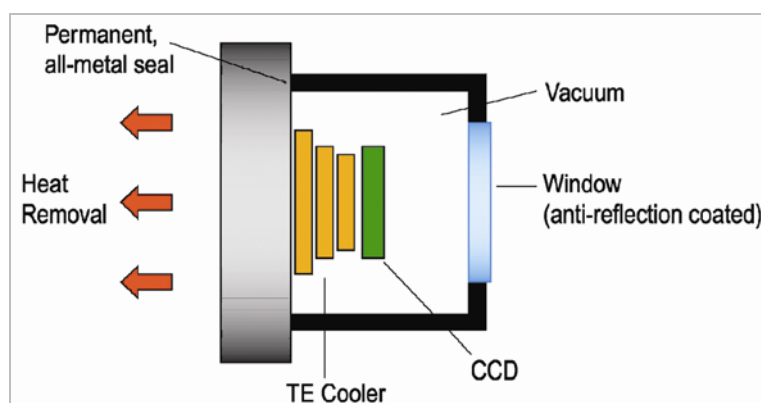 Permanent,
all-metal seal
Vacuum
Heat
Removal
Window
(anti-reflection coated)
CCD
TE Cooler